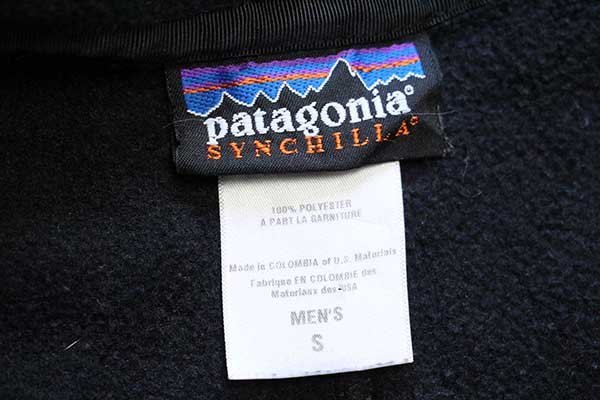 patagonia®
SYNCHILLA®
100% POLYESTER
A PART LA GARNITURE
Made in COLOMBIA of U.S. Materials
Fabrique EN COLOMBIE des
Materiaux des USA
MEN'S
S